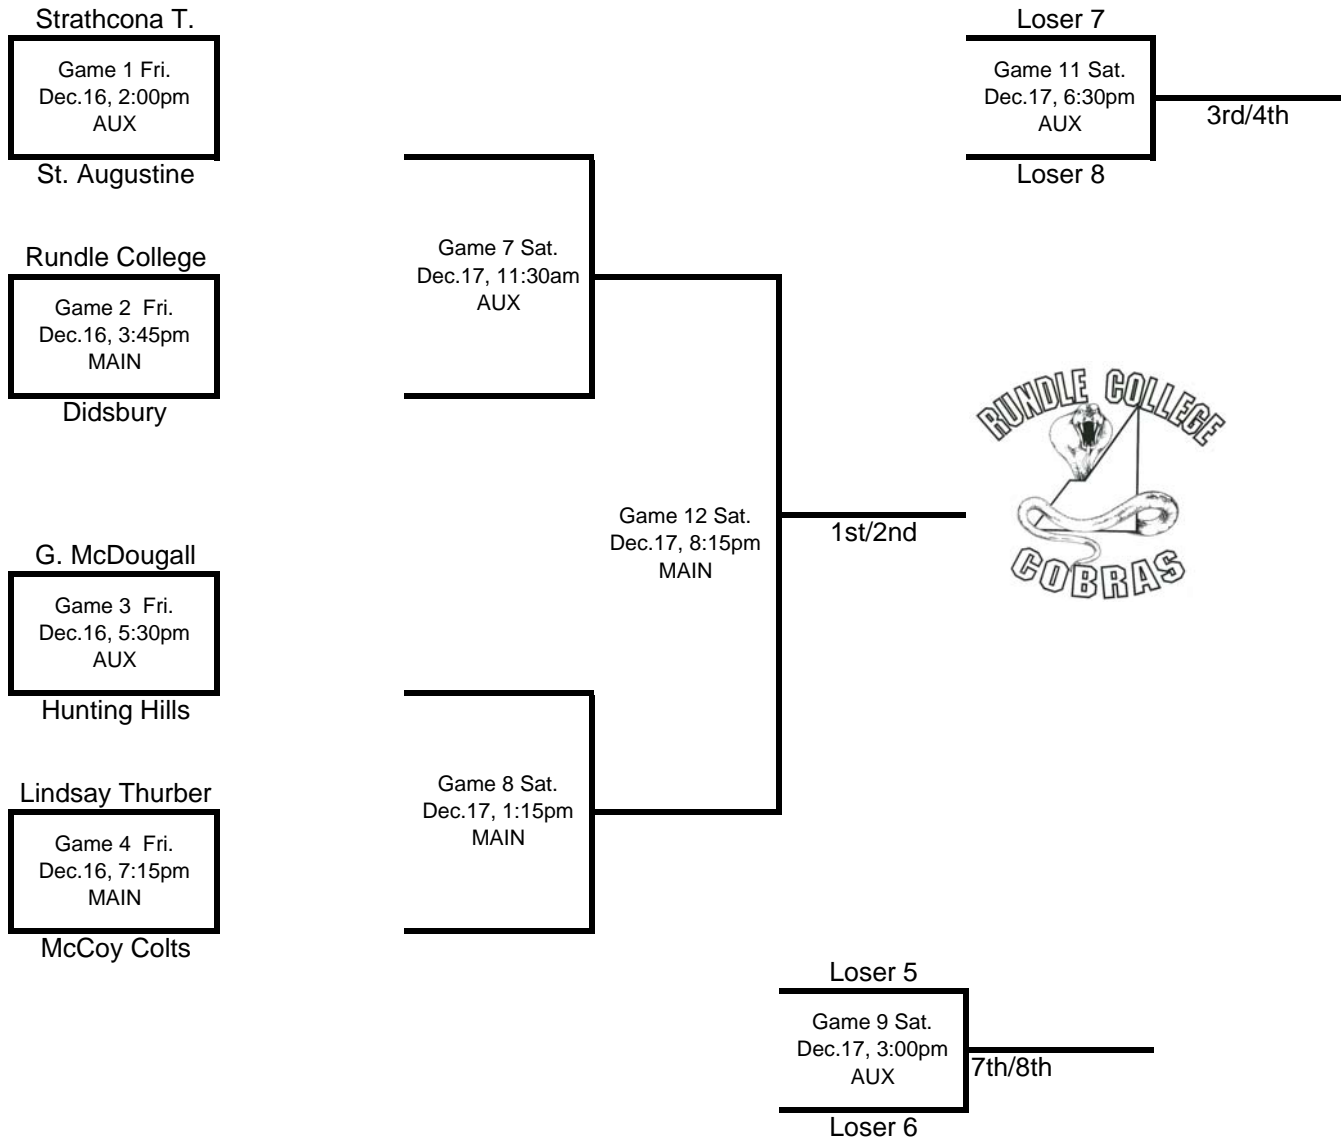 Strathcona T.
Game 1 Fri.
Dec.16, 2:00pm
AUX
St. Augustine
Rundle College
Game 2  Fri.
Dec.16, 3:45pm
MAIN
Didsbury
G. McDougall
Game 3  Fri.
Dec.16, 5:30pm
AUX
Hunting Hills
Lindsay Thurber
Game 4  Fri.
Dec.16, 7:15pm
MAIN
McCoy Colts
Game 7 Sat.
Dec.17, 11:30am
AUX
Game 8 Sat.
Dec.17, 1:15pm
MAIN
Game 12 Sat.
Dec.17, 8:15pm
MAIN
1st/2nd
Loser 7
Game 11 Sat.
Dec.17, 6:30pm
AUX
Loser 8
3rd/4th
RUNDLE COLLEGE
COBRAS
Loser 5
Game 9 Sat.
Dec.17, 3:00pm
AUX
Loser 6
7th/8th